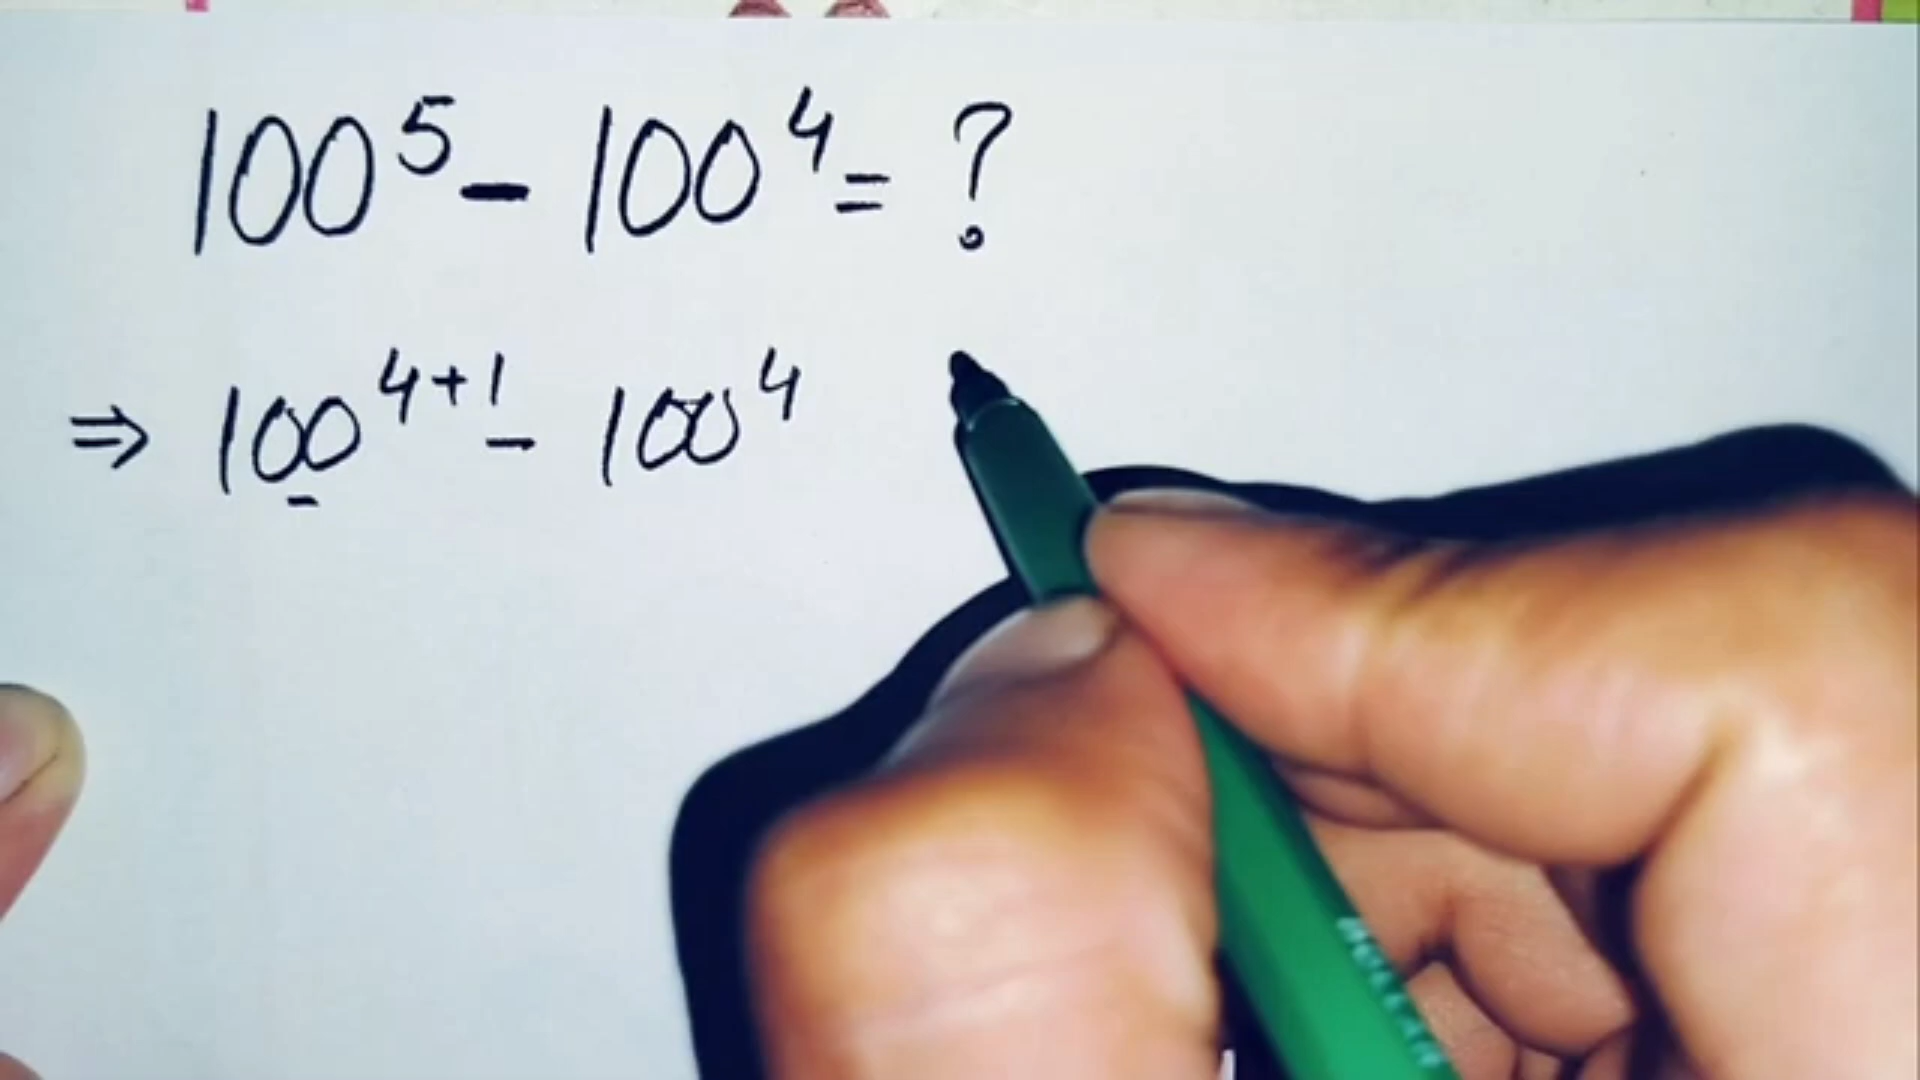 100⁵ - 100⁴ = ?
⇒ 100⁴⁺¹ - 100⁴